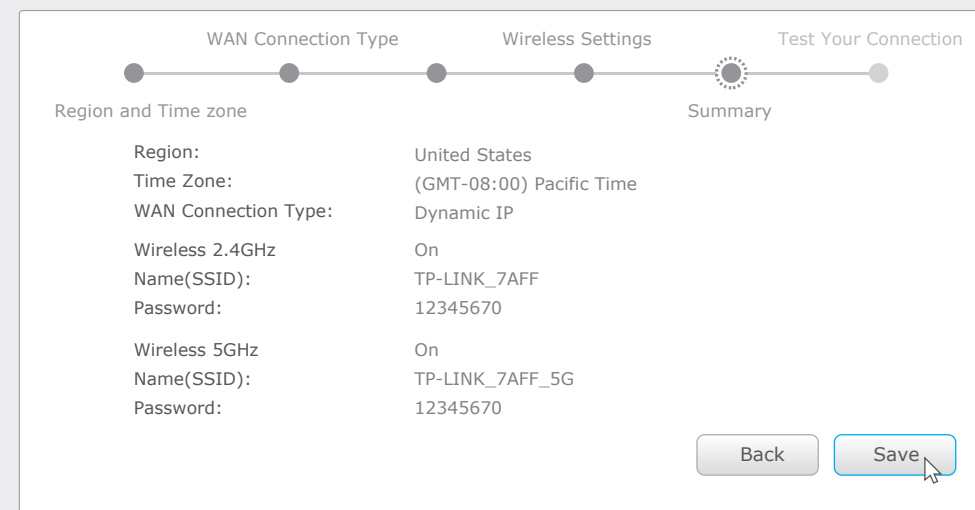 WAN Connection Type Wireless Settings Test Your Connection
Region and Time zone Summary
Region: United States
Time Zone: (GMT-08:00) Pacific Time
WAN Connection Type: Dynamic IP
Wireless 2.4GHz On
Name(SSID): TP-LINK_7AFF
Password: 12345670
Wireless 5GHz On
Name(SSID): TP-LINK_7AFF_5G
Password: 12345670
Back Save